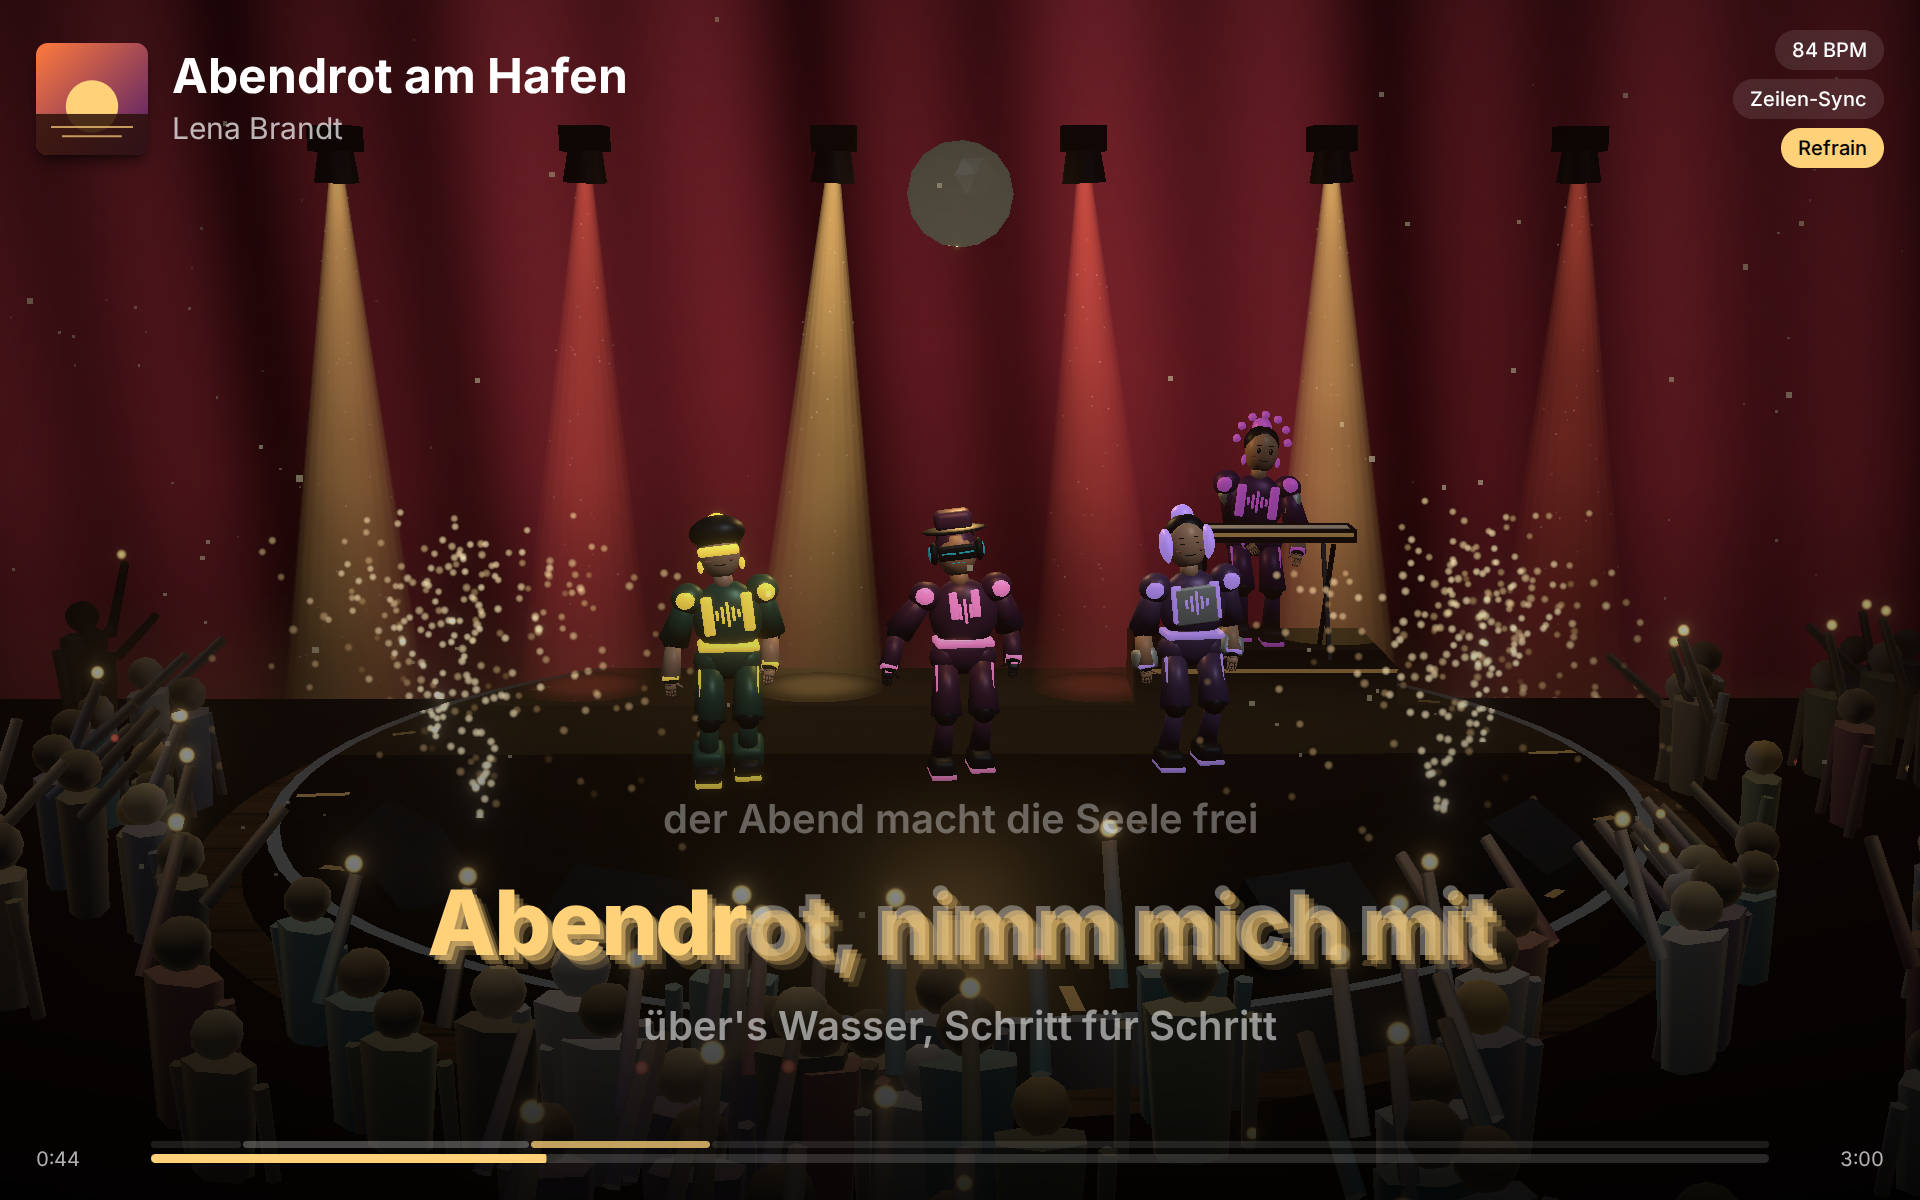 Abendrot am Hafen
Lena Brandt
84 BPM
Zeilen-Sync
Refrain
der Abend macht die Seele frei
Abendrot, nimm mich mit
über's Wasser, Schritt für Schritt
0:44
3:00